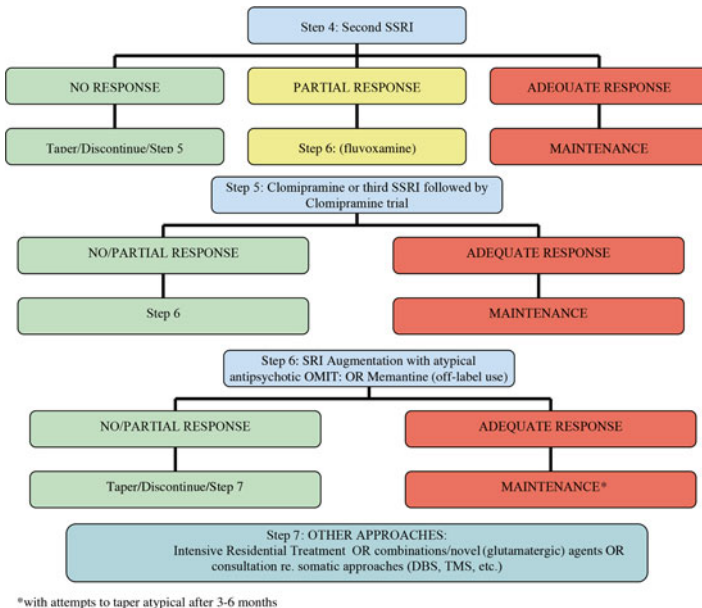 Step 4: Second SSRI
NO RESPONSE
PARTIAL RESPONSE
ADEQUATE RESPONSE
Taper/Discontinue/Step 5
Step 6: (fluvoxamine)
MAINTENANCE
Step 5: Clomipramine or third SSRI followed by
Clomipramine trial
NO/PARTIAL RESPONSE
ADEQUATE RESPONSE
Step 6
MAINTENANCE
Step 6: SRI Augmentation with atypical
antipsychotic OMIT: OR Memantine (off-label use)
NO/PARTIAL RESPONSE
ADEQUATE RESPONSE
Taper/Discontinue/Step 7
MAINTENANCE*
Step 7: OTHER APPROACHES:
Intensive Residential Treatment OR combinations/novel (glutamatergic) agents OR
consultation re. somatic approaches (DBS, TMS, etc.)
*with attempts to taper atypical after 3-6 months